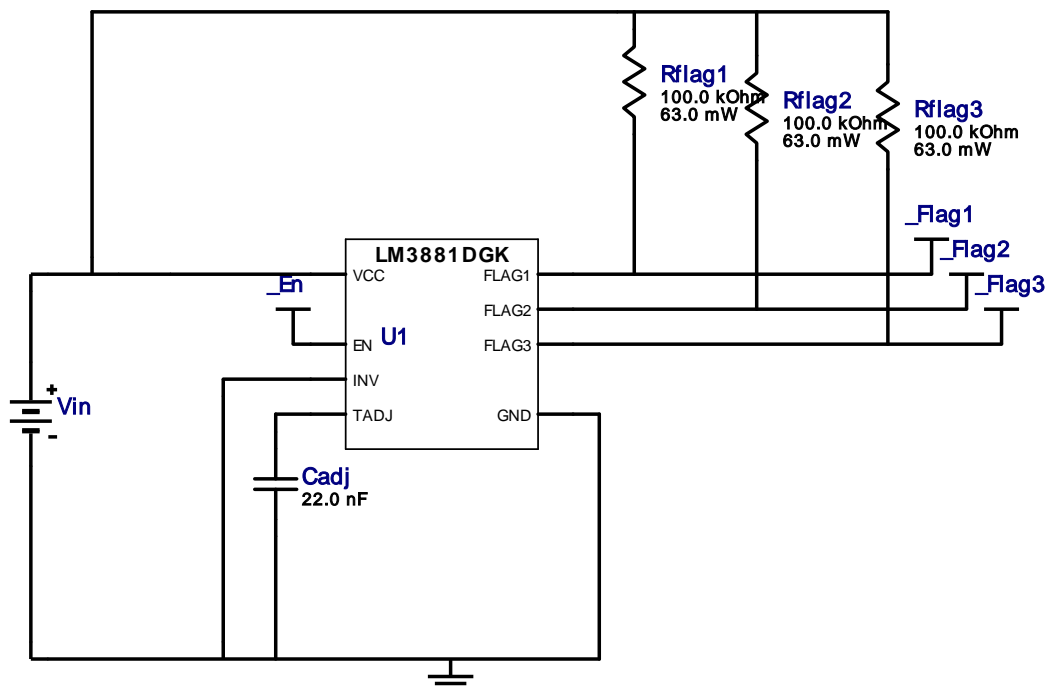 Rflag1
100.0 kOhm
63.0 mW
Rflag2
100.0 kOhm
63.0 mW
Rflag3
100.0 kOhm
63.0 mW
_Flag1
_Flag2
_Flag3
LM3881DGK
VCC
FLAG1
_En
FLAG2
EN
U1
FLAG3
INV
TADJ
GND
+
Vin
-
Cadj
22.0 nF